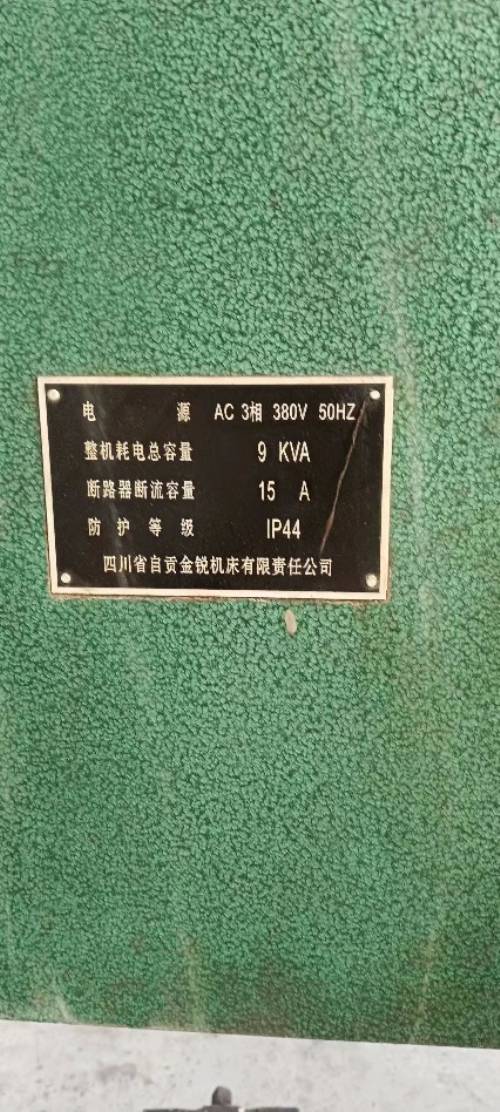 电 源 AC 3相 380V 50HZ
整机耗电总容量 9 KVA
断路器断流容量 15 A
防护等级 IP44
四川省自贡金锐机床有限责任公司